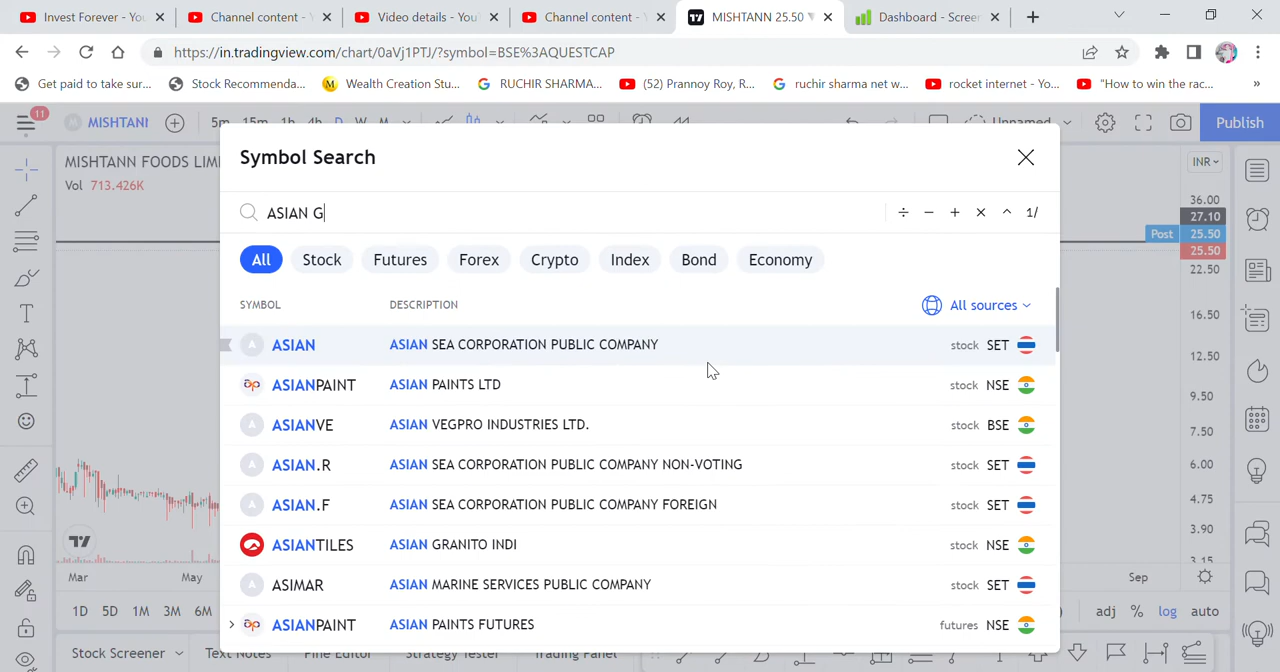 Invest Forever - You
Channel content -
Video details - You
Channel content -
MISHTANN 25.50
Dashboard - Screen
https://in.tradingview.com/chart/0aVj1PTJ/?symbol=BSE%3AQUESTCAP
Get paid to take sur...
Stock Recommenda...
Wealth Creation Stu...
RUCHIR SHARMA...
(52) Prannoy Roy, R...
ruchir sharma net w...
rocket internet - Yo...
"How to win the rac...
»
11
MISHTANI
5m 15m 1h 4h D W M
Unnamed
Publish
MISHTANN FOODS LIM
Vol 713.426K
INR
Symbol Search
ASIAN G
÷ − + × ^ 1/
All Stock Futures Forex Crypto Index Bond Economy
SYMBOL DESCRIPTION All sources
ASIAN ASIAN SEA CORPORATION PUBLIC COMPANY stock SET
ASIANPAINT ASIAN PAINTS LTD stock NSE
ASIANVE ASIAN VEGPRO INDUSTRIES LTD. stock BSE
ASIAN.R ASIAN SEA CORPORATION PUBLIC COMPANY NON-VOTING stock SET
ASIAN.F ASIAN SEA CORPORATION PUBLIC COMPANY FOREIGN stock SET
ASIANTILES ASIAN GRANITO INDI stock NSE
ASIMAR ASIAN MARINE SERVICES PUBLIC COMPANY stock SET
ASIANPAINT ASIAN PAINTS FUTURES futures NSE
36.00
27.10
Post 25.50
25.50
22.50
16.50
12.50
9.50
7.50
6.00
4.75
3.90
3.15
Mar May Sep
1D 5D 1M 3M 6M
adj % log auto
Stock Screener Text Notes Pine Editor Strategy Tester Trading Panel